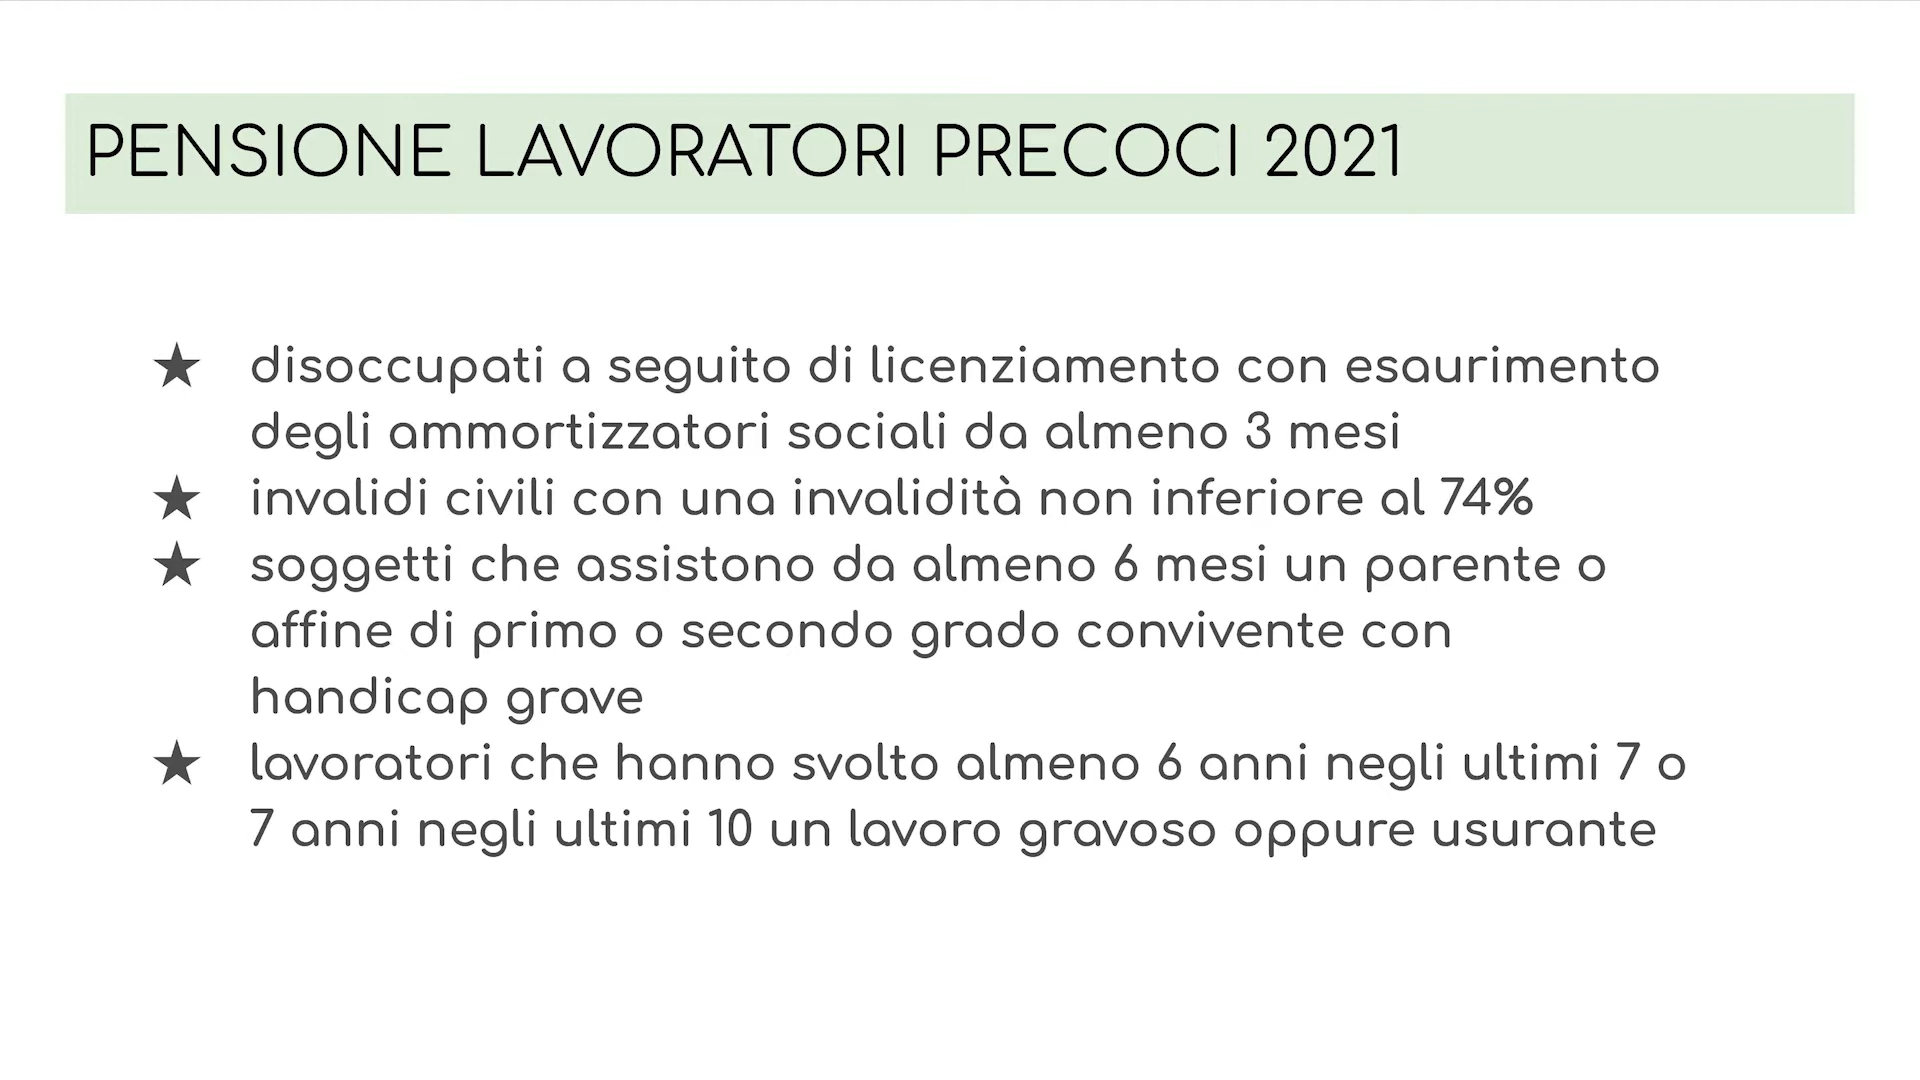 PENSIONE LAVORATORI PRECOCI 2021
★ disoccupati a seguito di licenziamento con esaurimento
degli ammortizzatori sociali da almeno 3 mesi
★ invalidi civili con una invalidità non inferiore al 74%
★ soggetti che assistono da almeno 6 mesi un parente o
affine di primo o secondo grado convivente con
handicap grave
★ lavoratori che hanno svolto almeno 6 anni negli ultimi 7 o
7 anni negli ultimi 10 un lavoro gravoso oppure usurante